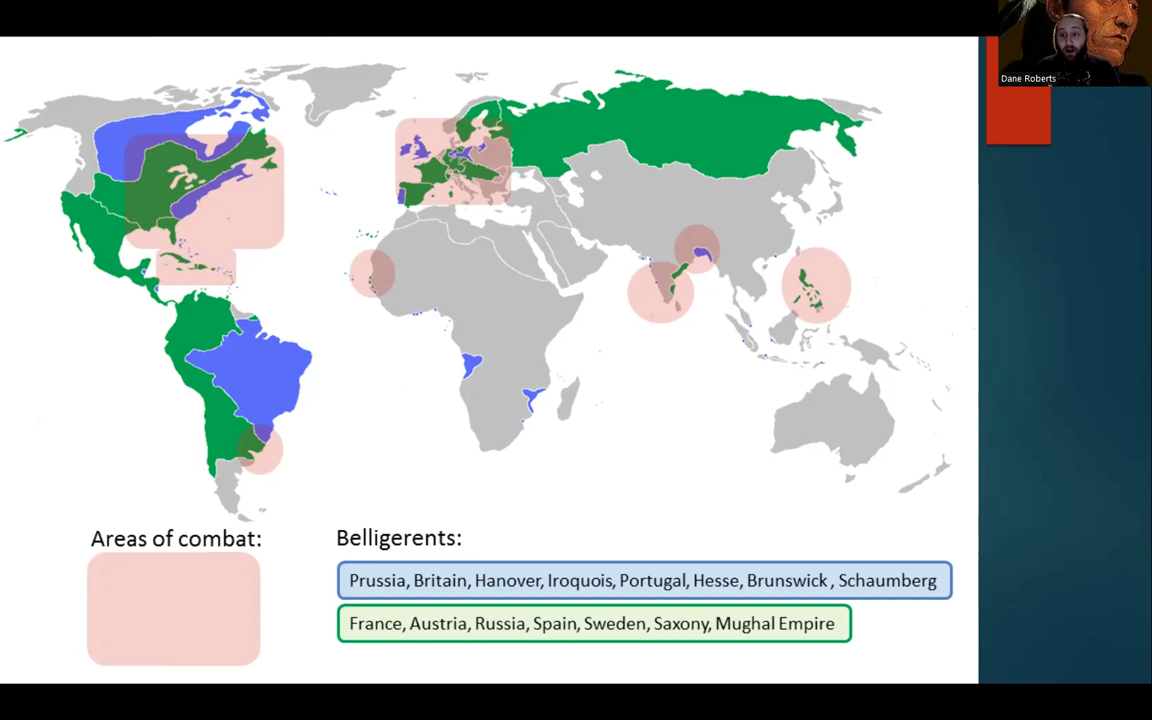 Dane Roberts
Areas of combat:
Belligerents:
Prussia, Britain, Hanover, Iroquois, Portugal, Hesse, Brunswick , Schaumberg
France, Austria, Russia, Spain, Sweden, Saxony, Mughal Empire